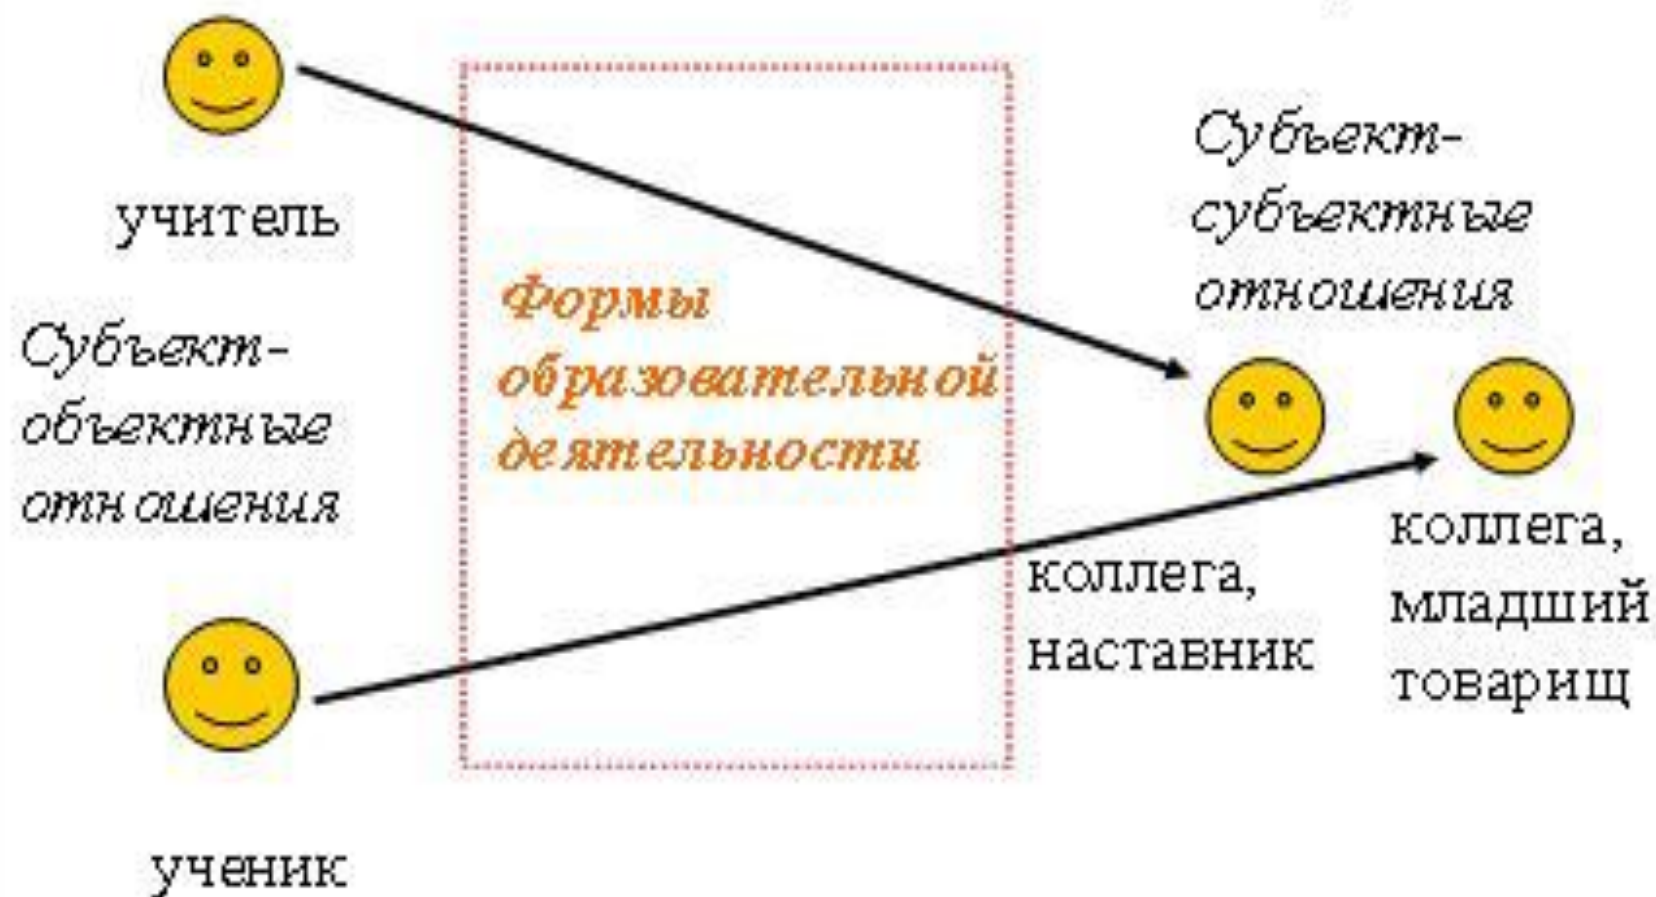 учитель
Субъект-
объектные
отношения
ученик
Формы
образовательной
деятельности
Субъект-
субъектные
отношения
коллега,
наставник
коллега,
младший
товарищ